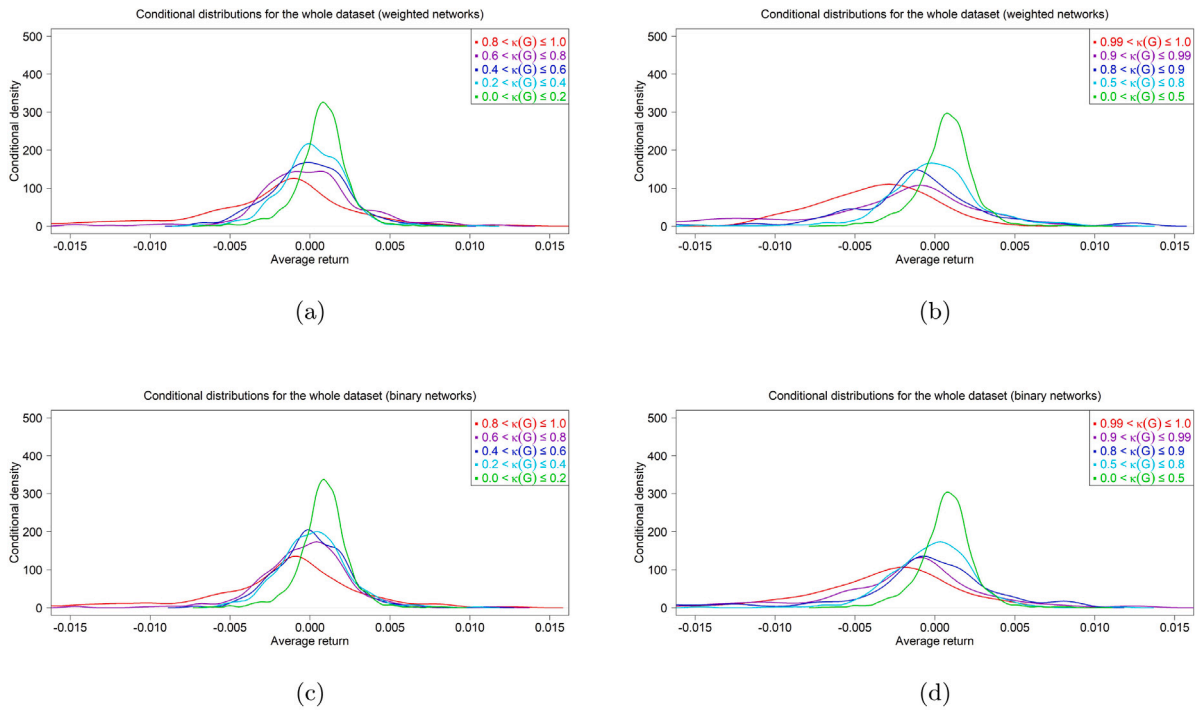 Conditional distributions for the whole dataset (weighted networks)
500
400
300
200
100
0
Conditional density
0.8 < κ(G) ≤ 1.0
0.6 < κ(G) ≤ 0.8
0.4 < κ(G) ≤ 0.6
0.2 < κ(G) ≤ 0.4
0.0 < κ(G) ≤ 0.2
-0.015 -0.010 -0.005 0.000 0.005 0.010 0.015
Average return
(a)
Conditional distributions for the whole dataset (weighted networks)
500
400
300
200
100
0
Conditional density
0.99 < κ(G) ≤ 1.0
0.9 < κ(G) ≤ 0.99
0.8 < κ(G) ≤ 0.9
0.5 < κ(G) ≤ 0.8
0.0 < κ(G) ≤ 0.5
-0.015 -0.010 -0.005 0.000 0.005 0.010 0.015
Average return
(b)
Conditional distributions for the whole dataset (binary networks)
500
400
300
200
100
0
Conditional density
0.8 < κ(G) ≤ 1.0
0.6 < κ(G) ≤ 0.8
0.4 < κ(G) ≤ 0.6
0.2 < κ(G) ≤ 0.4
0.0 < κ(G) ≤ 0.2
-0.015 -0.010 -0.005 0.000 0.005 0.010 0.015
Average return
(c)
Conditional distributions for the whole dataset (binary networks)
500
400
300
200
100
0
Conditional density
0.99 < κ(G) ≤ 1.0
0.9 < κ(G) ≤ 0.99
0.8 < κ(G) ≤ 0.9
0.5 < κ(G) ≤ 0.8
0.0 < κ(G) ≤ 0.5
-0.015 -0.010 -0.005 0.000 0.005 0.010 0.015
Average return
(d)